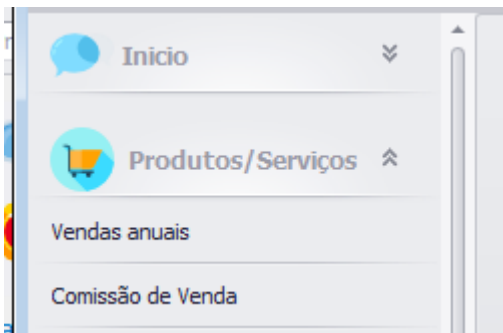 Inicio
Produtos/Serviços
Vendas anuais
Comissão de Venda